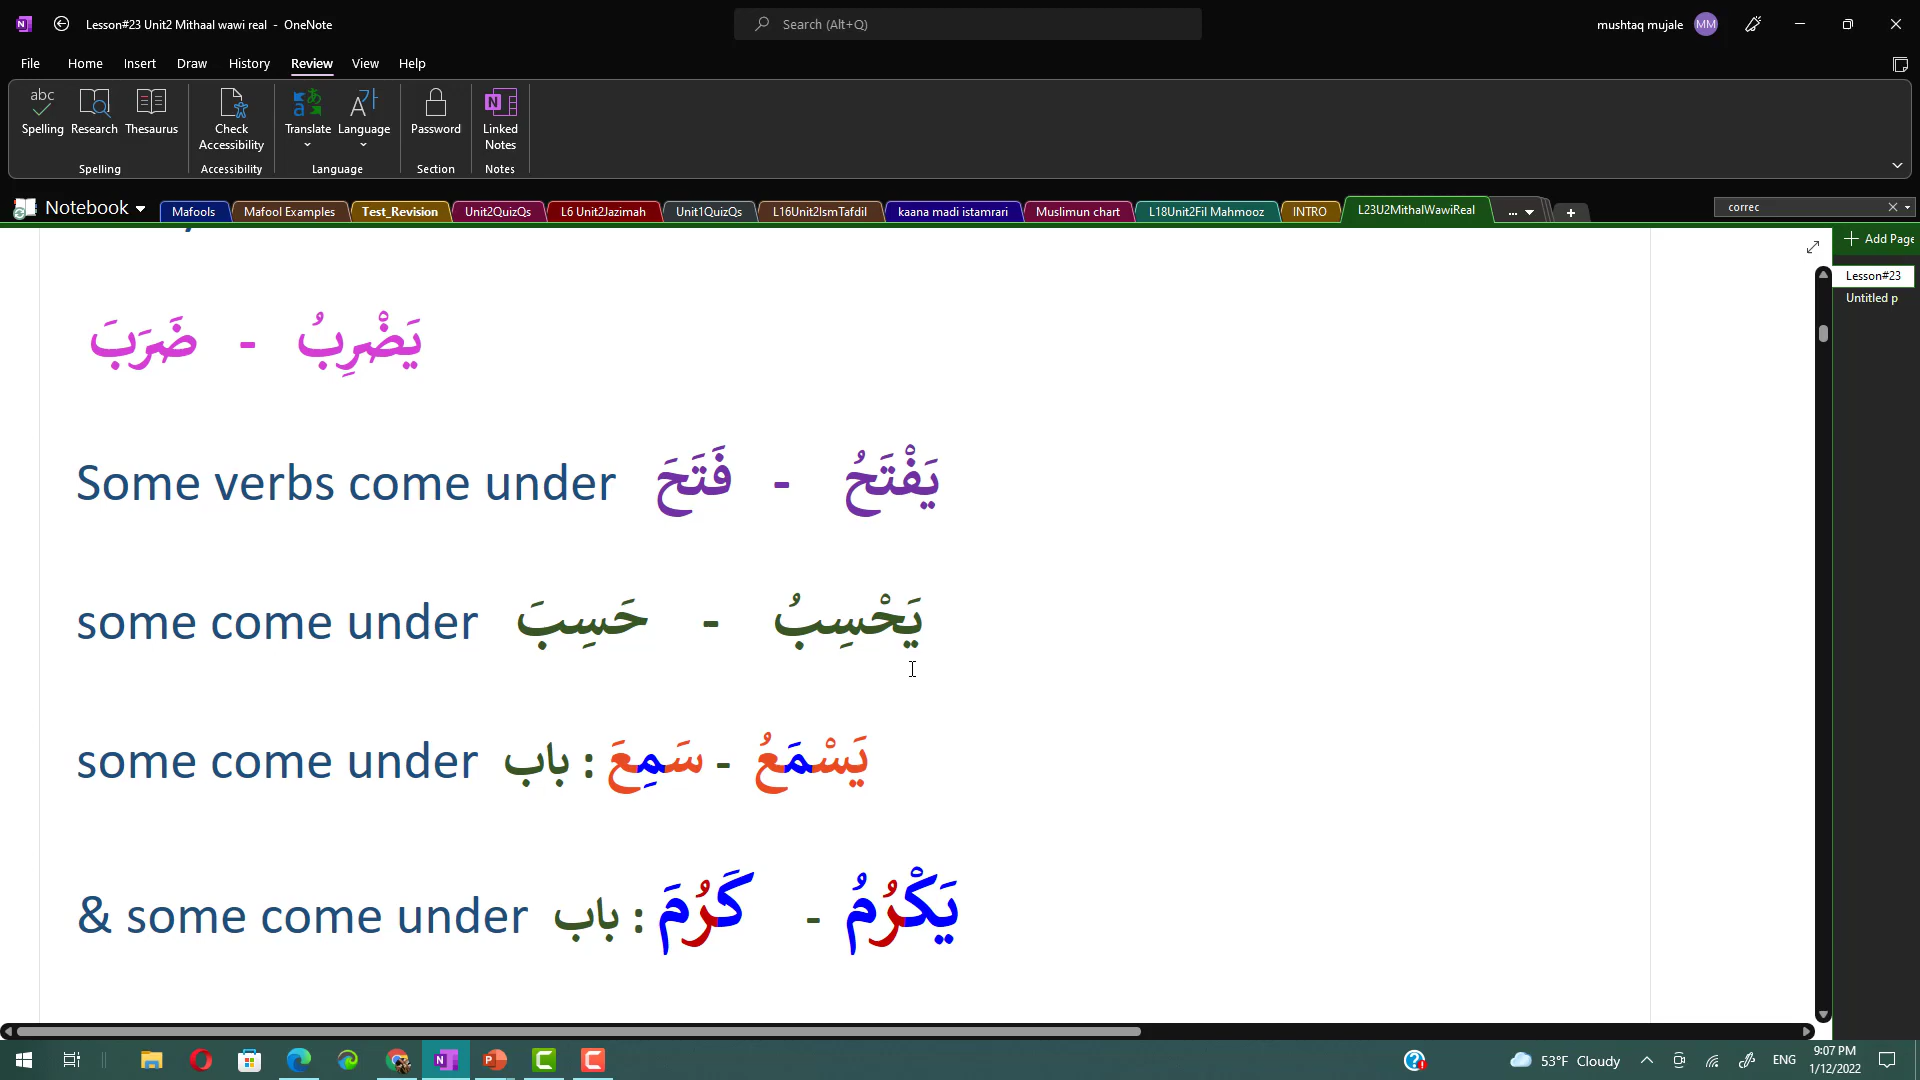 Lesson#23 Unit2 Mithaal wawi real - OneNote
Search (Alt+Q)
mushtaq mujale MM
File Home Insert Draw History Review View Help
abc
Spelling Research Thesaurus Check Accessibility Translate Language Password Linked Notes
Spelling Accessibility Language Section Notes
Notebook Mafools Mafool Examples Test_Revision Unit2QuizQs L6 Unit2Jazimah Unit1QuizQs L16Unit2IsmTafdil kaana madi istamrari Muslimun chart L18Unit2Fil Mahmooz INTRO L23U2MithalWawiReal ... + correc
Add Page
Lesson#23
Untitled p
ضَرَبَ - يَضْرِبُ
Some verbs come under فَتَحَ - يَفْتَحُ
some come under حَسِبَ - يَحْسِبُ
some come under باب : سَمِعَ - يَسْمَعُ
& some come under باب : كَرُمَ - يَكْرُمُ
53°F Cloudy ENG 9:07 PM
1/12/2022